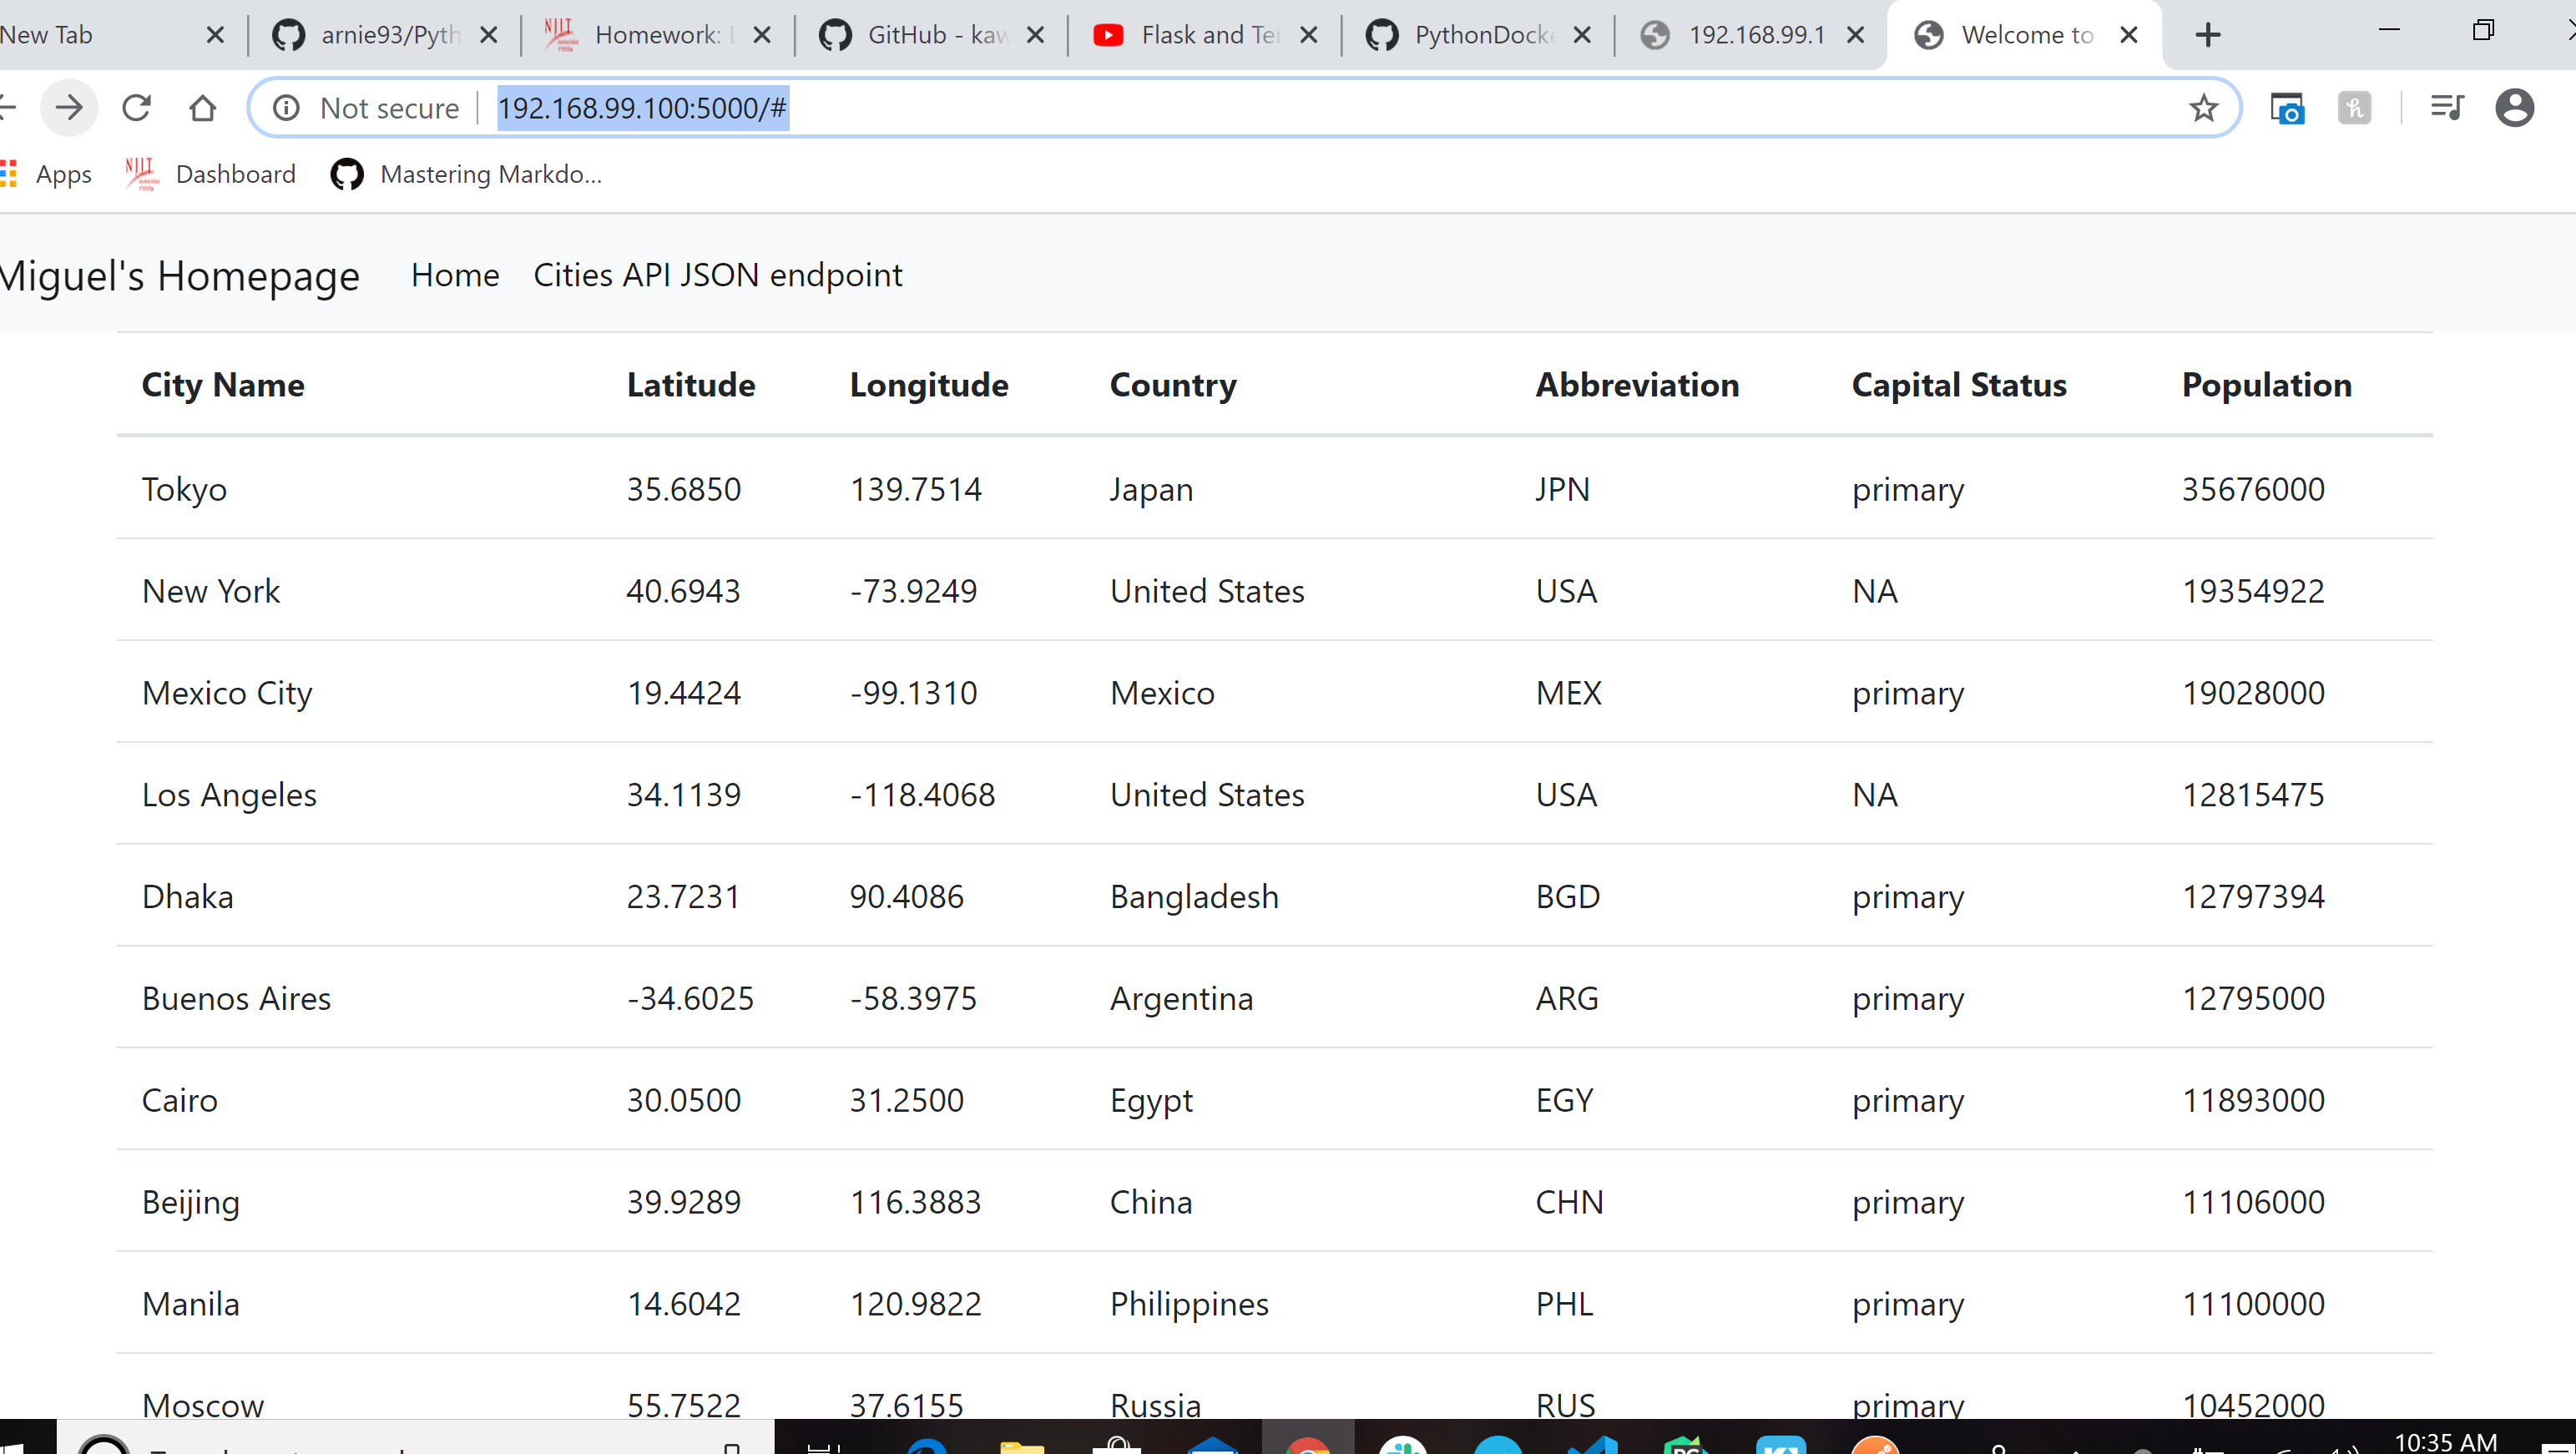 New Tab arnie93/Pyth Homework: D GitHub - kaw Flask and Ter PythonDocke 192.168.99.1 Welcome to
Not secure 192.168.99.100:5000/#
Apps NJIT Dashboard Mastering Markdo...
Miguel's Homepage Home Cities API JSON endpoint
City Name Latitude Longitude Country Abbreviation Capital Status Population
Tokyo 35.6850 139.7514 Japan JPN primary 35676000
New York 40.6943 -73.9249 United States USA NA 19354922
Mexico City 19.4424 -99.1310 Mexico MEX primary 19028000
Los Angeles 34.1139 -118.4068 United States USA NA 12815475
Dhaka 23.7231 90.4086 Bangladesh BGD primary 12797394
Buenos Aires -34.6025 -58.3975 Argentina ARG primary 12795000
Cairo 30.0500 31.2500 Egypt EGY primary 11893000
Beijing 39.9289 116.3883 China CHN primary 11106000
Manila 14.6042 120.9822 Philippines PHL primary 11100000
Moscow 55.7522 37.6155 Russia RUS primary 10452000
10:35 AM